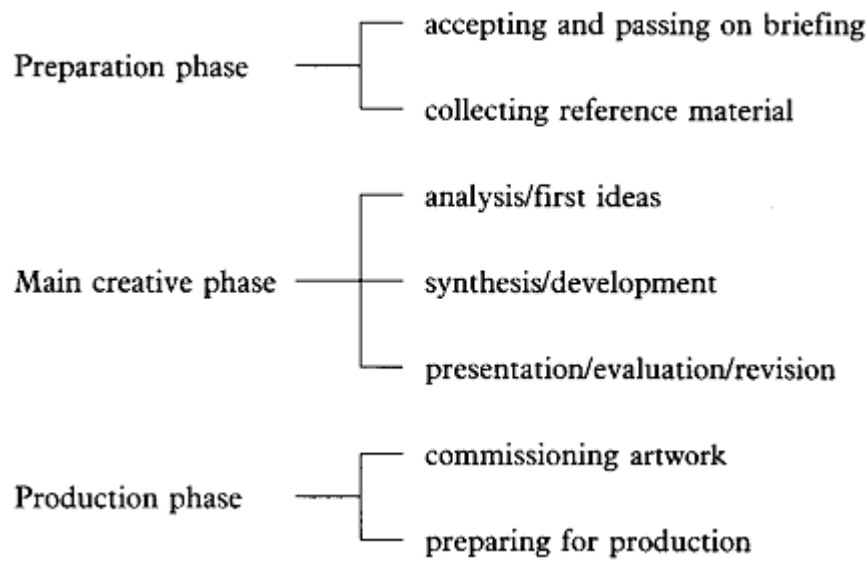 accepting and passing on briefing
Preparation phase
collecting reference material
analysis/first ideas
Main creative phase
synthesis/development
presentation/evaluation/revision
commissioning artwork
Production phase
preparing for production